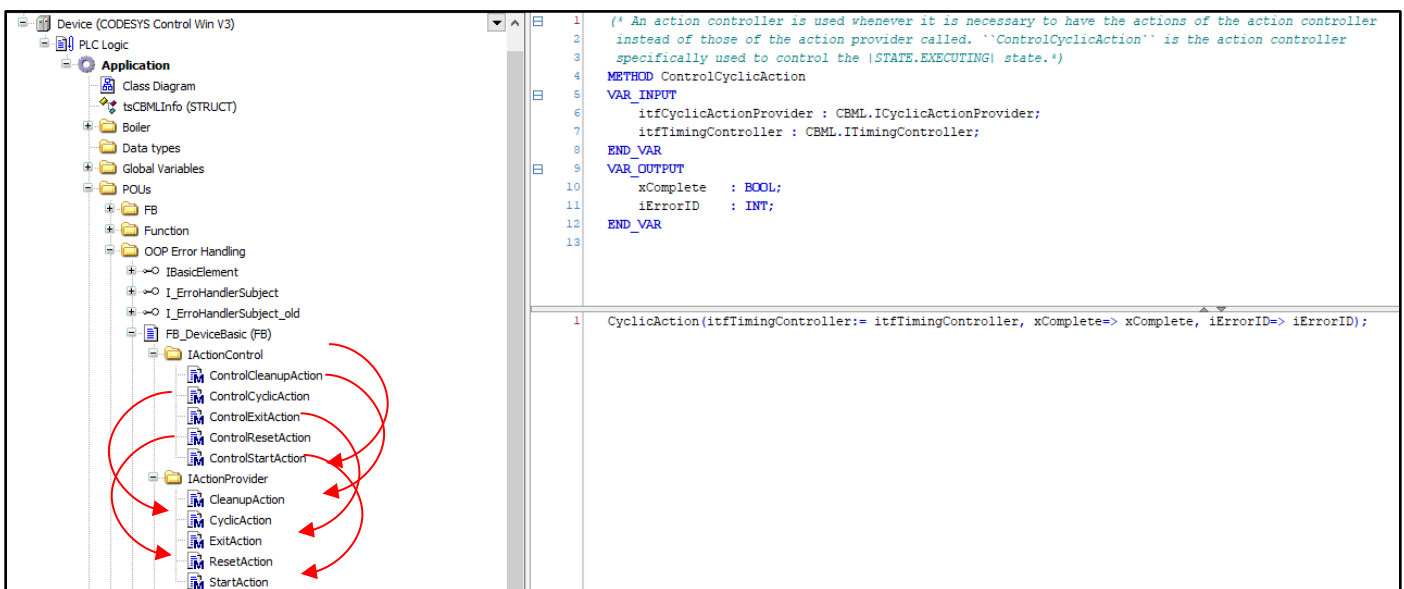 Device (CODESYS Control Win V3)
PLC Logic
Application
Class Diagram
tsCBMLInfo (STRUCT)
Boiler
Data types
Global Variables
POUs
FB
Function
OOP Error Handling
IBasicElement
I_ErroHandlerSubject
I_ErroHandlerSubject_old
FB_DeviceBasic (FB)
IActionControl
ControlCleanupAction
ControlCyclicAction
ControlExitAction
ControlResetAction
ControlStartAction
IActionProvider
CleanupAction
CyclicAction
ExitAction
ResetAction
StartAction
1 (* An action controller is used whenever it is necessary to have the actions of the action controller
2 instead of those of the action provider called. ``ControlCyclicAction`` is the action controller
3 specifically used to control the |STATE.EXECUTING| state.*)
4 METHOD ControlCyclicAction
5 VAR_INPUT
6 itfCyclicActionProvider : CBML.ICyclicActionProvider;
7 itfTimingController : CBML.ITimingController;
8 END_VAR
9 VAR_OUTPUT
10 xComplete : BOOL;
11 iErrorID : INT;
12 END_VAR
13
1 CyclicAction(itfTimingController:= itfTimingController, xComplete=> xComplete, iErrorID=> iErrorID);